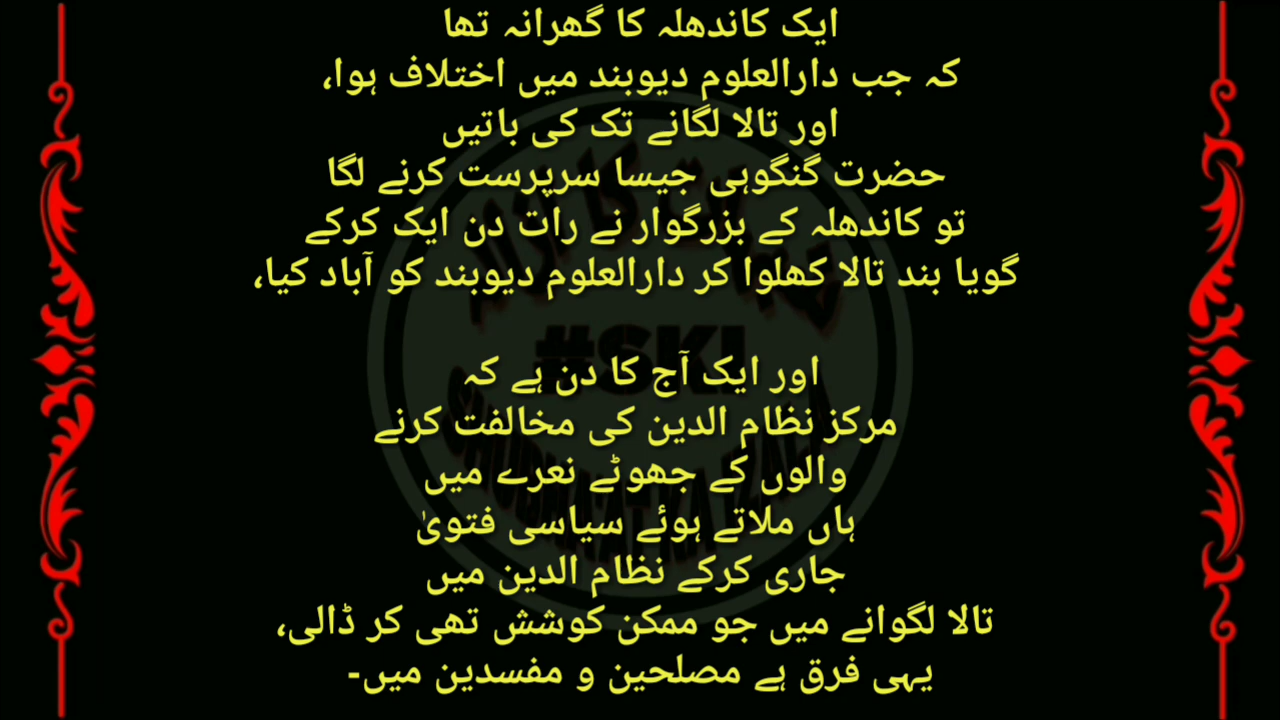 ایک کاندھلہ کا گھرانہ تھا
کہ جب دارالعلوم دیوبند میں اختلاف ہوا،
اور تالا لگانے تک کی باتیں
حضرت گنگوہی جیسا سرپرست کرنے لگا
تو کاندھلہ کے بزرگوار نے رات دن ایک کرکے
گویا بند تالا کھلوا کر دارالعلوم دیوبند کو آباد کیا،
اور ایک آج کا دن ہے کہ
مرکز نظام الدین کی مخالفت کرنے
والوں کے جھوٹے نعرے میں
ہاں ملاتے ہوئے سیاسی فتویٰ
جاری کرکے نظام الدین میں
تالا لگوانے میں جو ممکن کوشش تھی کر ڈالی،
یہی فرق ہے مصلحین و مفسدین میں-
#SKI